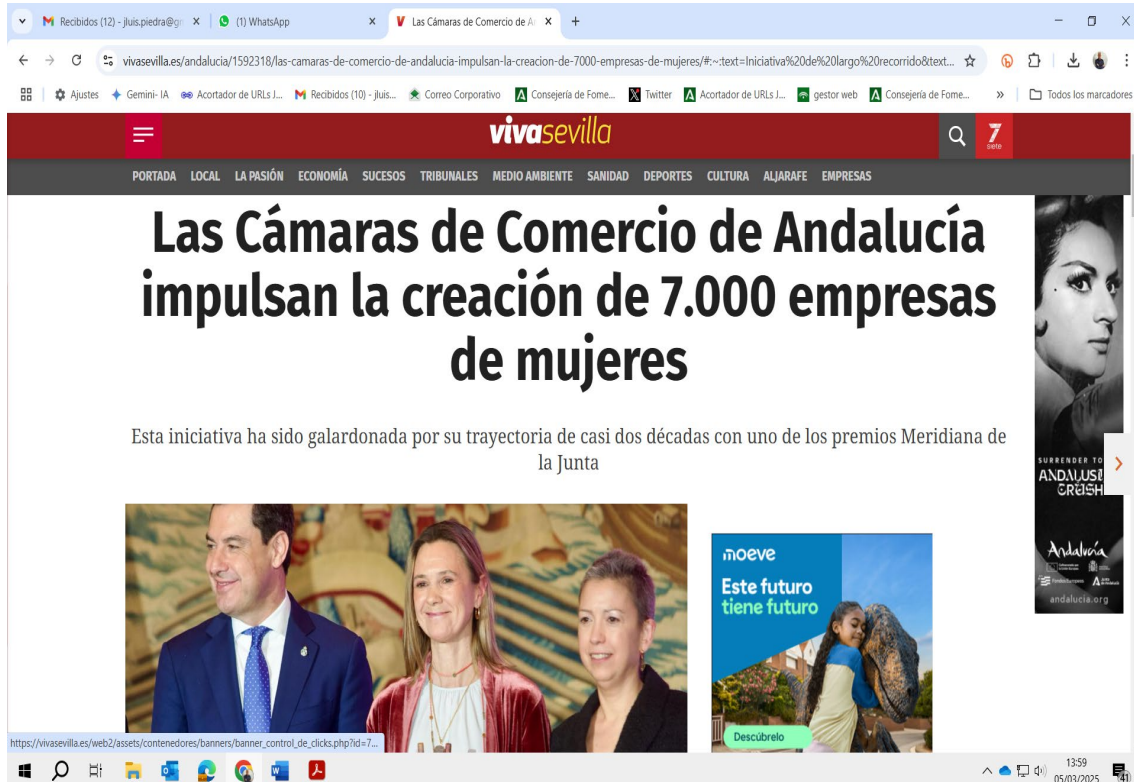 Recibidos (12) - jluis.piedra@g
(1) WhatsApp
Las Cámaras de Comercio de A
vivasevilla.es/andalucia/1592318/las-camaras-de-comercio-de-andalucia-impulsan-la-creacion-de-7000-empresas-de-mujeres/#:~:text=Iniciativa%20de%20largo%20recorrido&text...
Ajustes
Gemini- IA
Acortador de URLs J...
Recibidos (10) - jluis...
Correo Corporativo
Consejería de Fome...
Twitter
Acortador de URLs J...
gestor web
Consejería de Fome...
»
Todos los marcadores
vivasevilla
7
siete
PORTADA LOCAL LA PASIÓN ECONOMÍA SUCESOS TRIBUNALES MEDIO AMBIENTE SANIDAD DEPORTES CULTURA ALJARAFE EMPRESAS
Las Cámaras de Comercio de Andalucía
impulsan la creación de 7.000 empresas
de mujeres
Esta iniciativa ha sido galardonada por su trayectoria de casi dos décadas con uno de los premios Meridiana de
la Junta
SURRENDER TO
ANDALUS
CRUSH
Andalucía
andalucia.org
moeve
Este futuro
tiene futuro
Descúbrelo
https://vivasevilla.es/web2/assets/contenedores/banners/banner_control_de_clicks.php?id=7...
13:59
05/03/2025
41